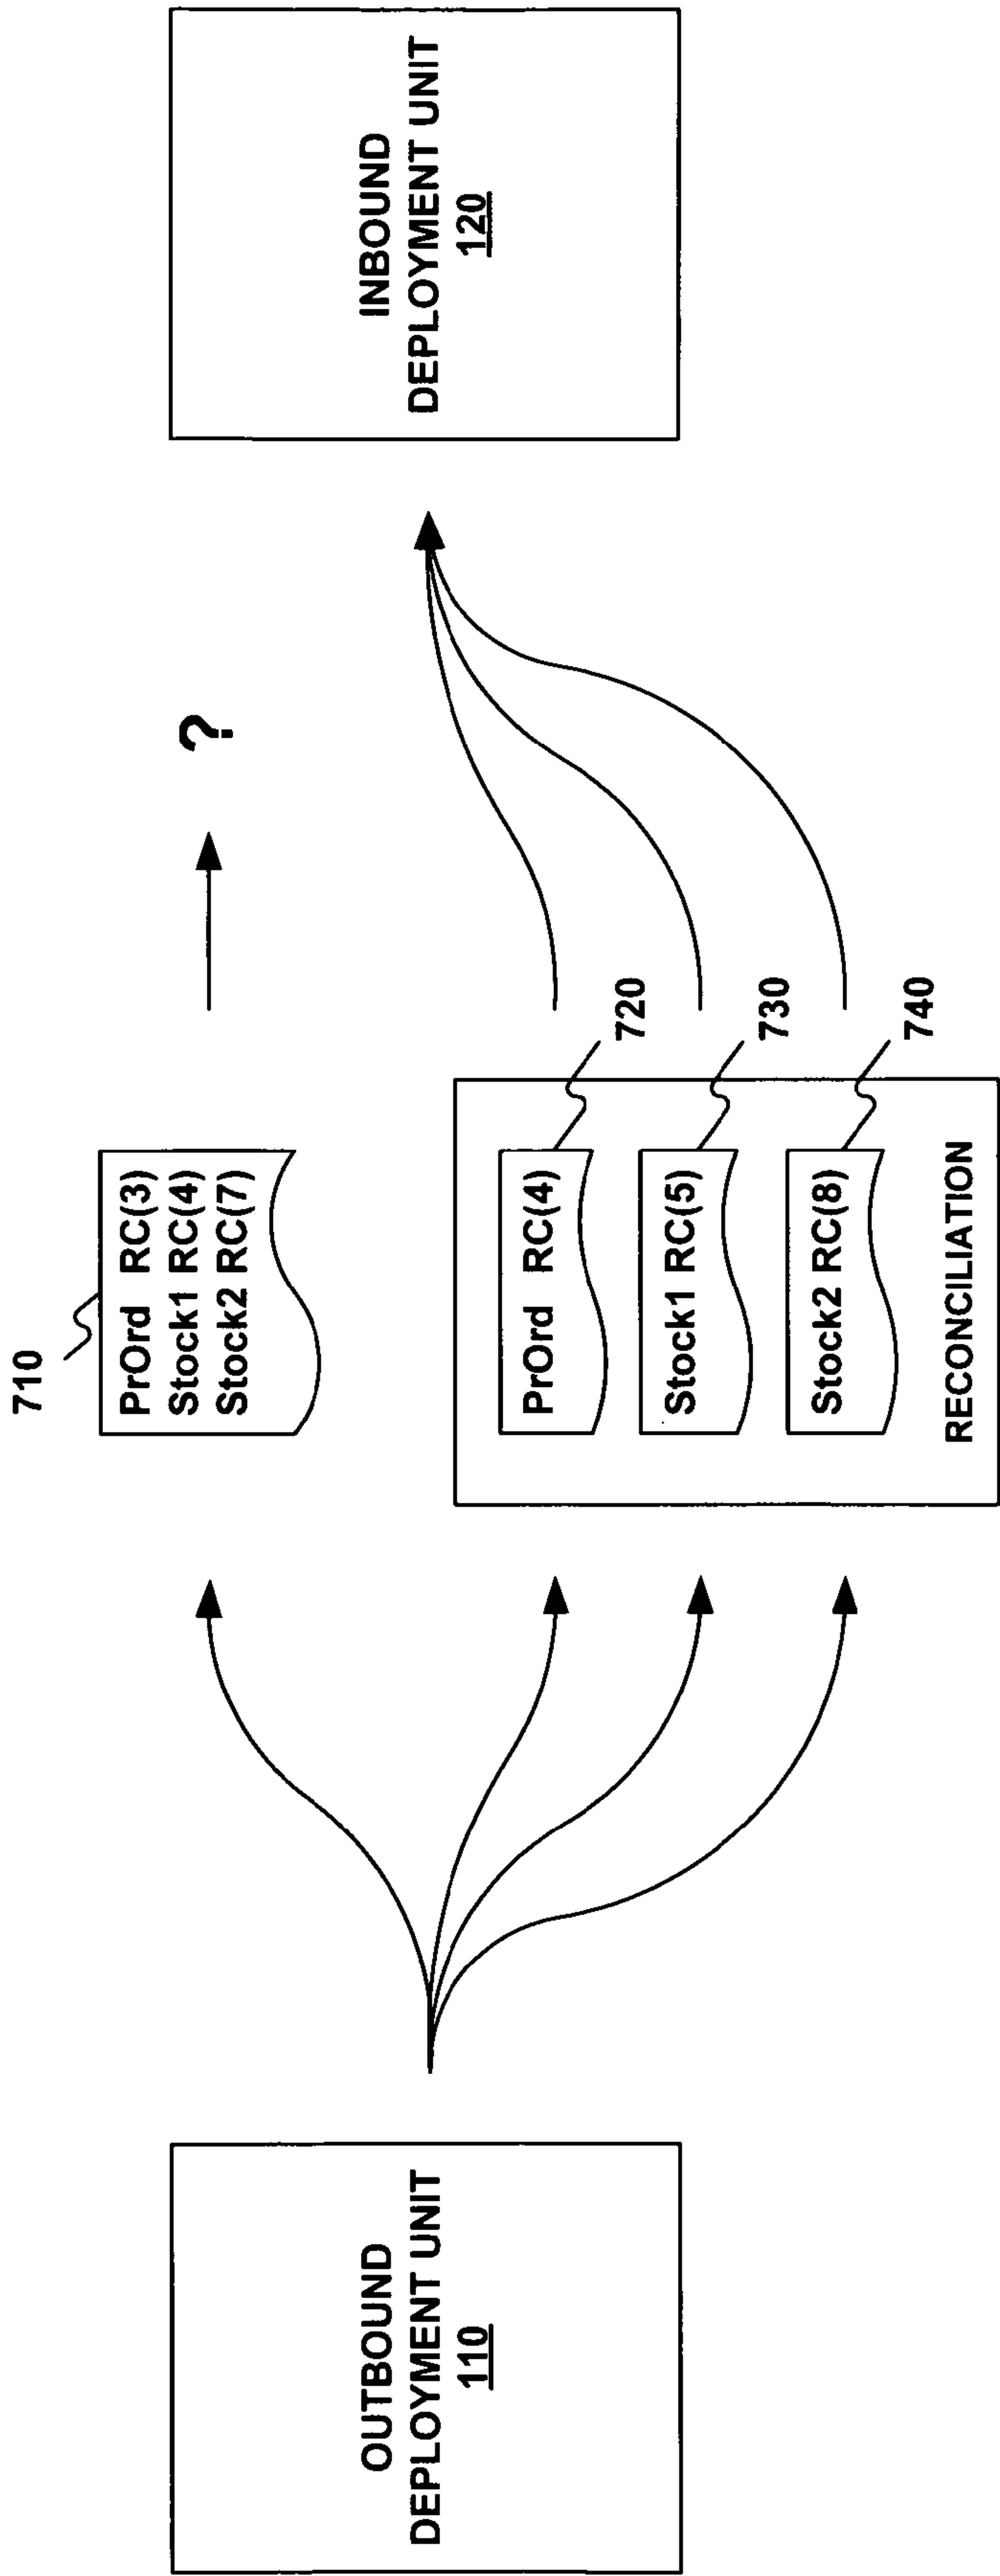 OUTBOUND
DEPLOYMENT UNIT
110
710
PrOrd RC(3)
Stock1 RC(4)
Stock2 RC(7)
?
PrOrd RC(4)
720
Stock1 RC(5)
730
Stock2 RC(8)
740
RECONCILIATION
INBOUND
DEPLOYMENT UNIT
120